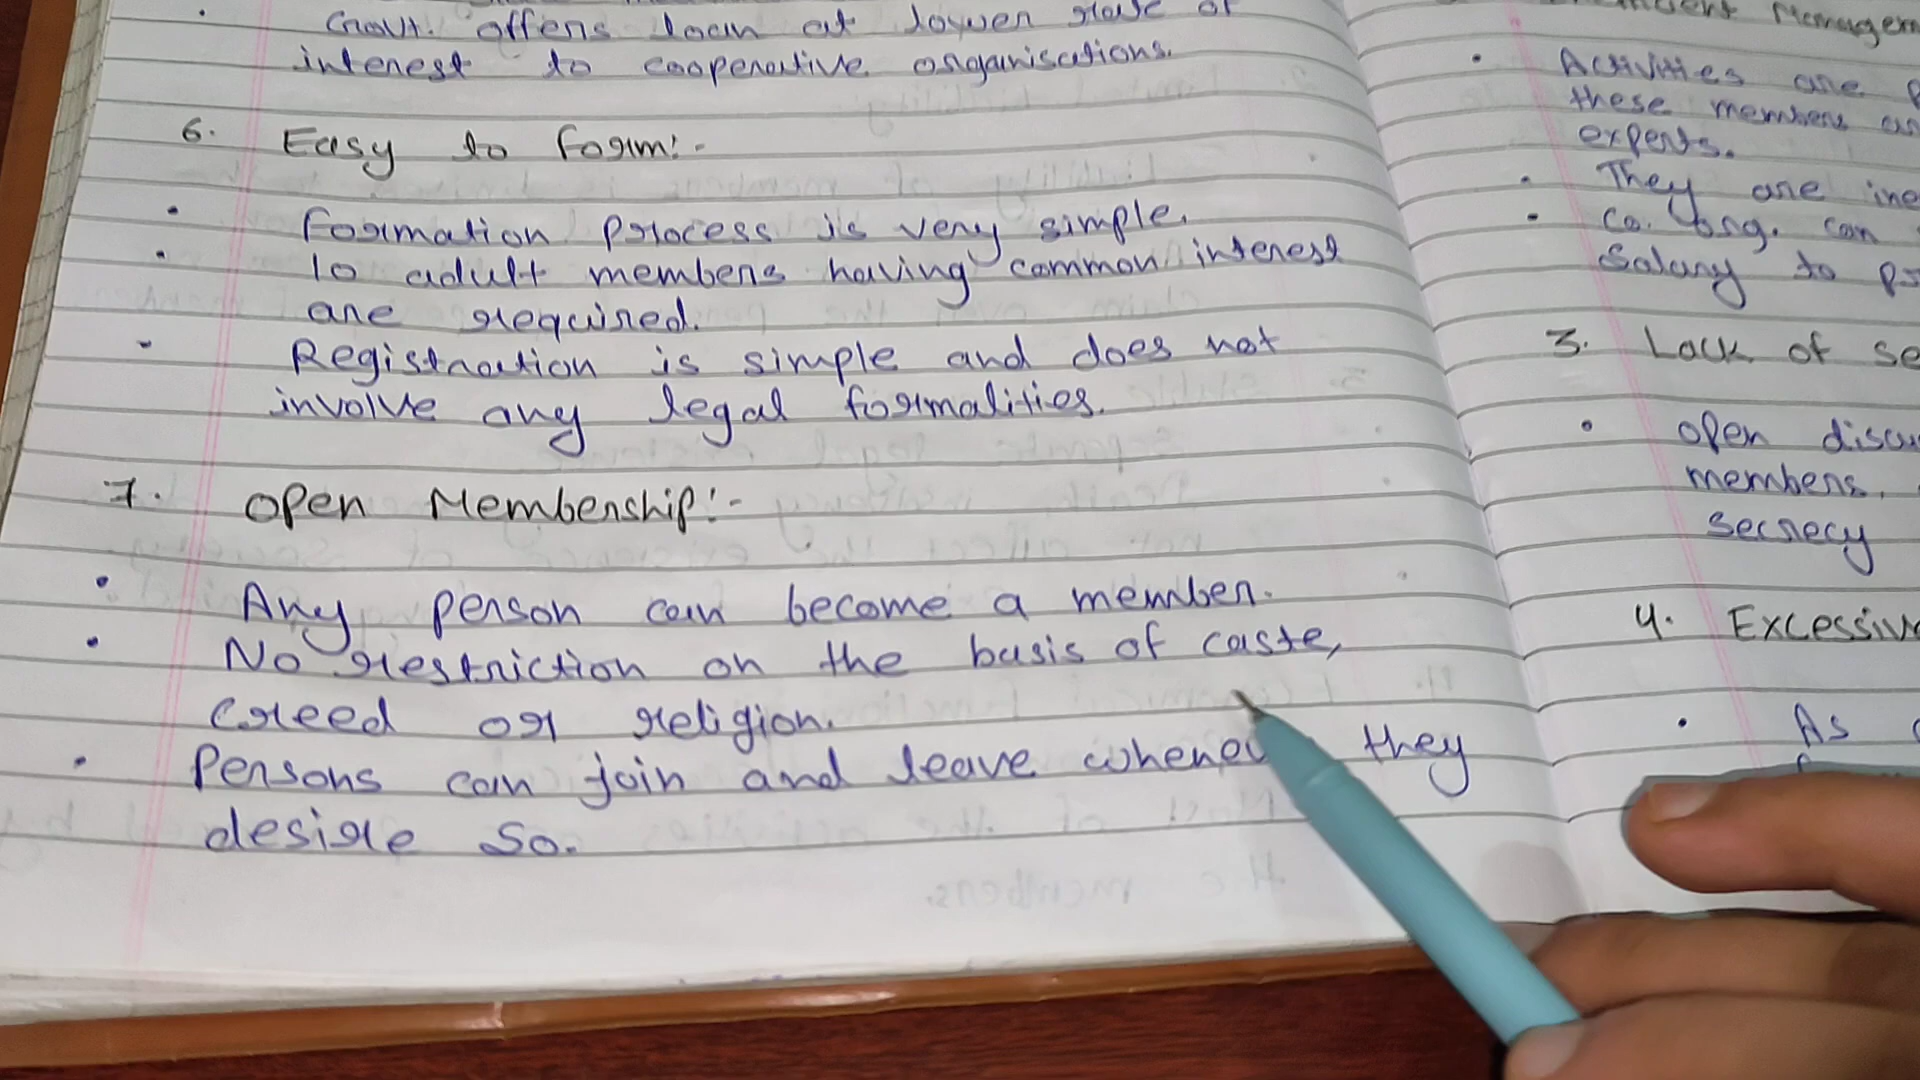 Govt. offers loan at lower rate of
interest to cooperative organisations.
6. Easy to form:-
Formation process is very simple.
10 adult members having common interest
are required.
Registration is simple and does not
involve any legal formalities.
7. Open Membership:-
Any person can become a member.
No restriction on the basis of caste,
creed or religion.
Persons can join and leave whenev they
desire so.
Activities are
these members
experts.
They are
Co. org. can
Salary to
3. Lack of
open
members.
secrecy
4.
As